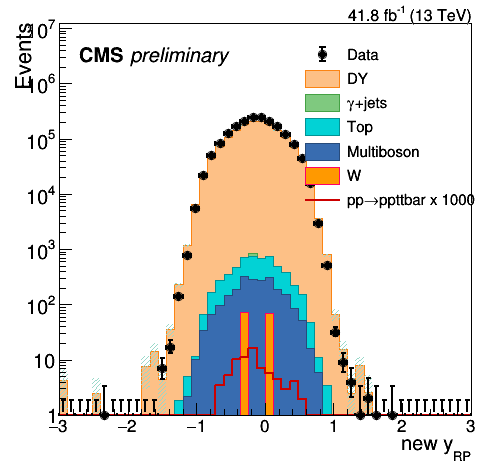 41.8 fb⁻¹ (13 TeV)
Events
CMS preliminary
Data
DY
γ+jets
Top
Multiboson
W
pp→ppttbar x 1000
10⁷
10⁶
10⁵
10⁴
10³
10²
10
1
−3 −2 −1 0 1 2 3
new y_RP